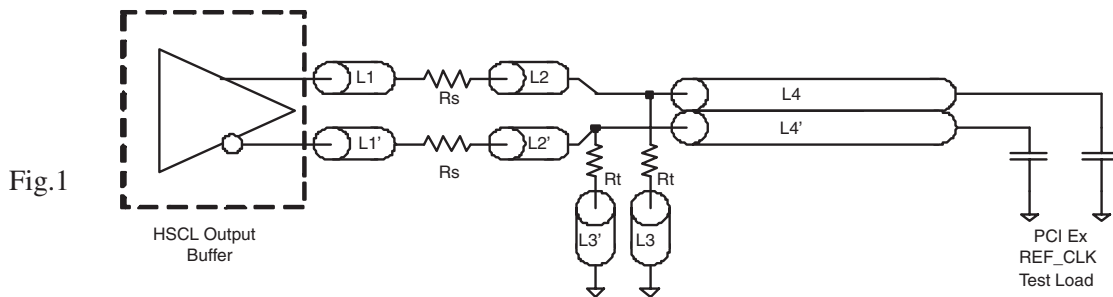 L1
L2
L4
Rs
L4'
L1'
L2'
Rs
Fig.1
Rt
Rt
L3'
L3
HSCL Output
Buffer
PCI Ex
REF_CLK
Test Load